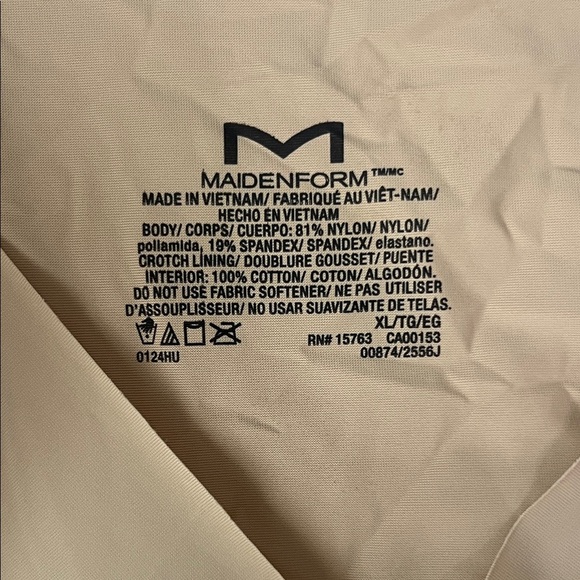 MAIDENFORM TM/MC
MADE IN VIETNAM/ FABRIQUÉ AU VIÊT-NAM/
HECHO EN VIETNAM
BODY/ CORPS/ CUERPO: 81% NYLON/ NYLON/
poliamida, 19% SPANDEX/ SPANDEX/ elastano.
CROTCH LINING/ DOUBLURE GOUSSET/ PUENTE
INTERIOR: 100% COTTON/ COTON/ ALGODÓN.
DO NOT USE FABRIC SOFTENER/ NE PAS UTILISER
D'ASSOUPLISSEUR/ NO USAR SUAVIZANTE DE TELAS.
XL/TG/EG
RN# 15763 CA00153
0124HU 00874/2556J